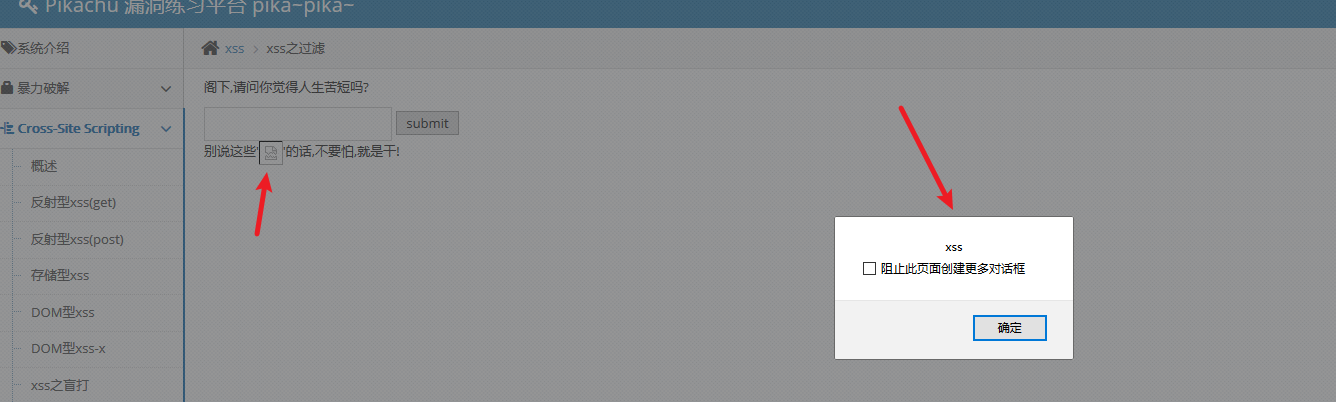 Pikachu 漏洞练习平台 pika~pika~
系统介绍
xss > xss之过滤
暴力破解
阁下,请问你觉得人生苦短吗?
submit
Cross-Site Scripting
别说这些''的话,不要怕,就是干!
概述
反射型xss(get)
反射型xss(post)
存储型xss
DOM型xss
DOM型xss-x
xss之盲打
xss
阻止此页面创建更多对话框
确定